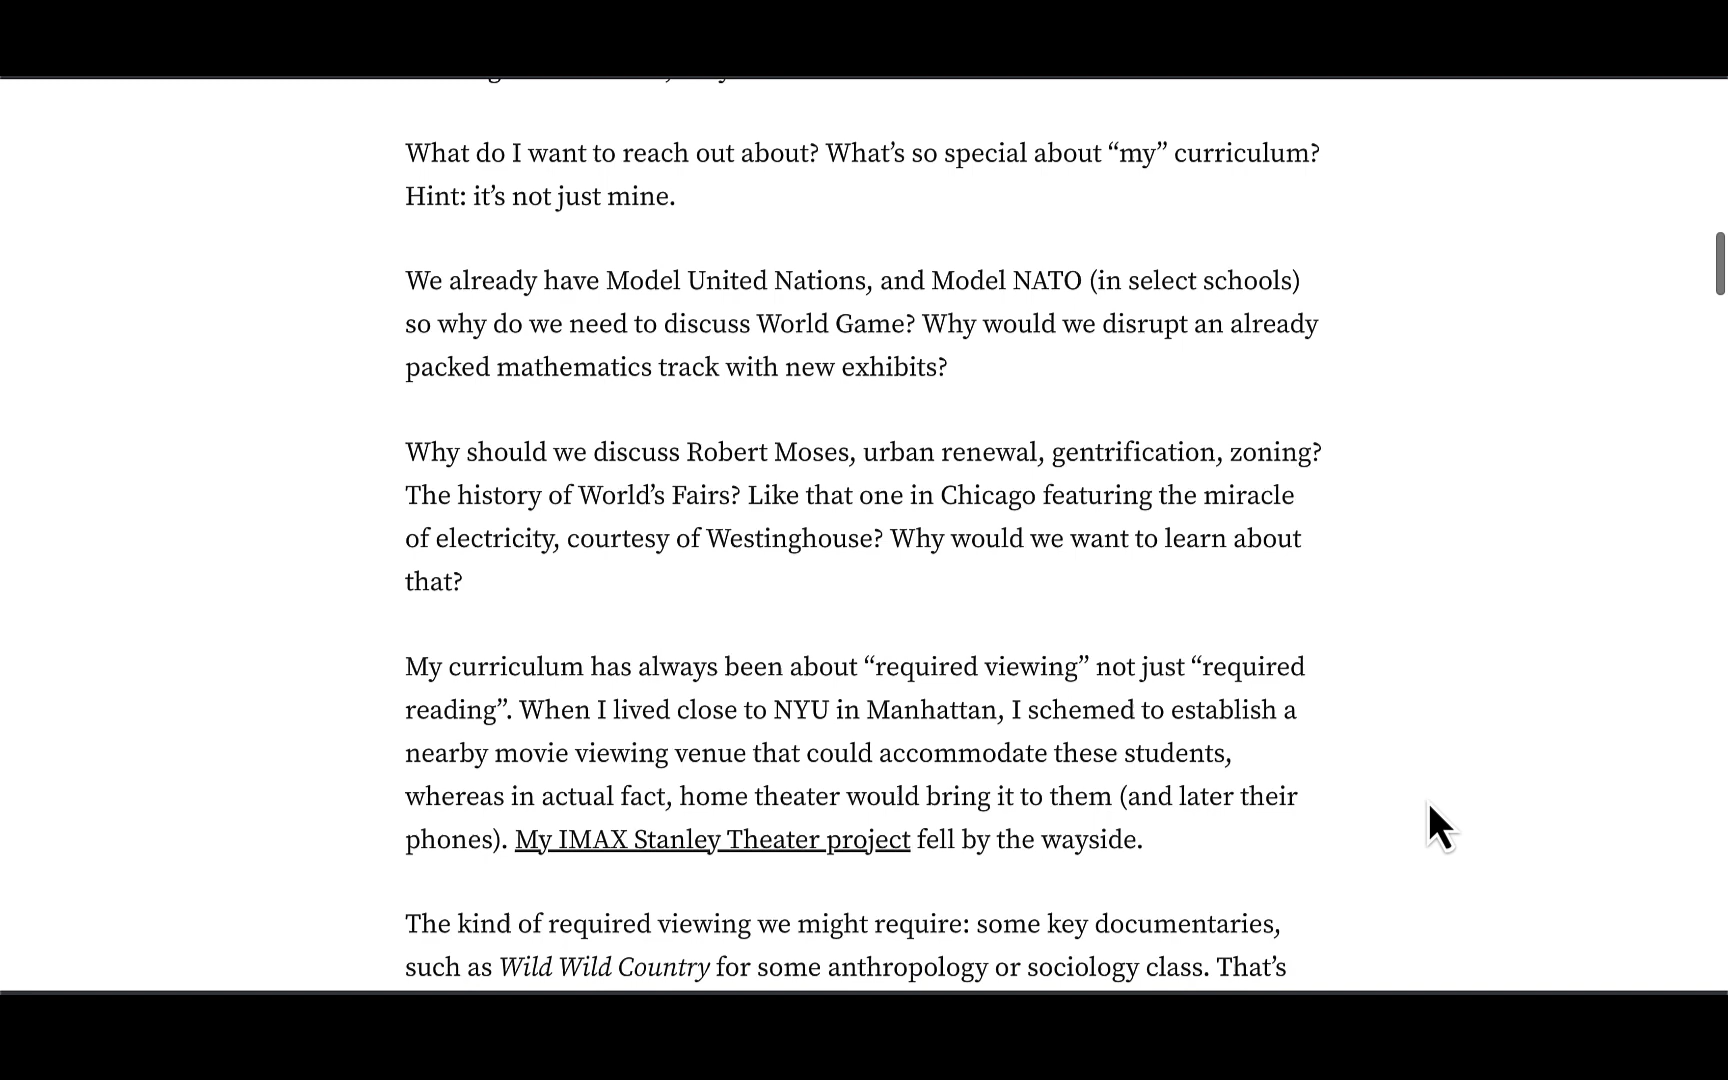 What do I want to reach out about? What’s so special about “my” curriculum?
Hint: it’s not just mine.
We already have Model United Nations, and Model NATO (in select schools)
so why do we need to discuss World Game? Why would we disrupt an already
packed mathematics track with new exhibits?
Why should we discuss Robert Moses, urban renewal, gentrification, zoning?
The history of World’s Fairs? Like that one in Chicago featuring the miracle
of electricity, courtesy of Westinghouse? Why would we want to learn about
that?
My curriculum has always been about “required viewing” not just “required
reading”. When I lived close to NYU in Manhattan, I schemed to establish a
nearby movie viewing venue that could accommodate these students,
whereas in actual fact, home theater would bring it to them (and later their
phones). My IMAX Stanley Theater project fell by the wayside.
The kind of required viewing we might require: some key documentaries,
such as Wild Wild Country for some anthropology or sociology class. That’s